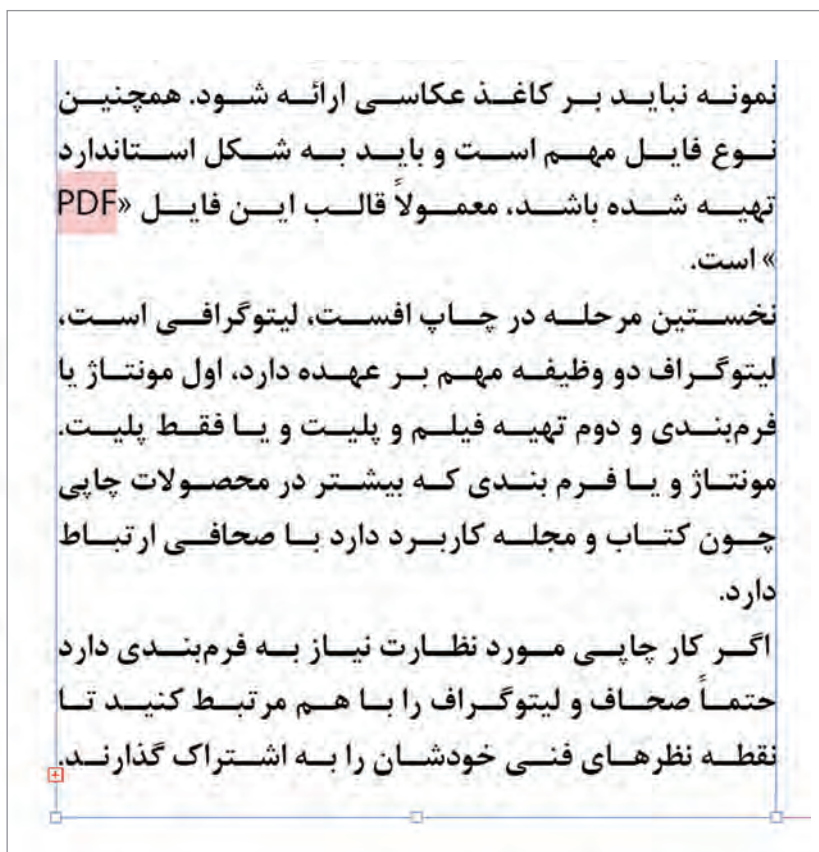 نمونه نباید بر کاغذ عکاسی ارائه شود. همچنین
نوع فایل مهم است و باید به شکل استاندارد
تهیه شده باشد، معمولاً قالب این فایل «PDF
» است.
نخستین مرحله در چاپ افست، لیتوگرافی است،
لیتوگراف دو وظیفه مهم بر عهده دارد، اول مونتاژ یا
فرم‌بندی و دوم تهیه فیلم و پلیت و یا فقط پلیت.
مونتاژ و یا فرم بندی که بیشتر در محصولات چاپی
چون کتاب و مجله کاربرد دارد با صحافی ارتباط
دارد.
اگر کار چاپی مورد نظارت نیاز به فرم‌بندی دارد
حتماً صحاف و لیتوگراف را با هم مرتبط کنید تا
نقطه نظرهای فنی خودشان را به اشتراک گذارند.